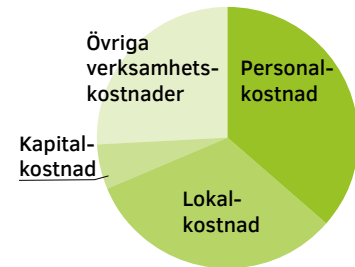 Övriga
verksamhets-
kostnader
Personal-
kostnad
Kapital-
kostnad
Lokal-
kostnad